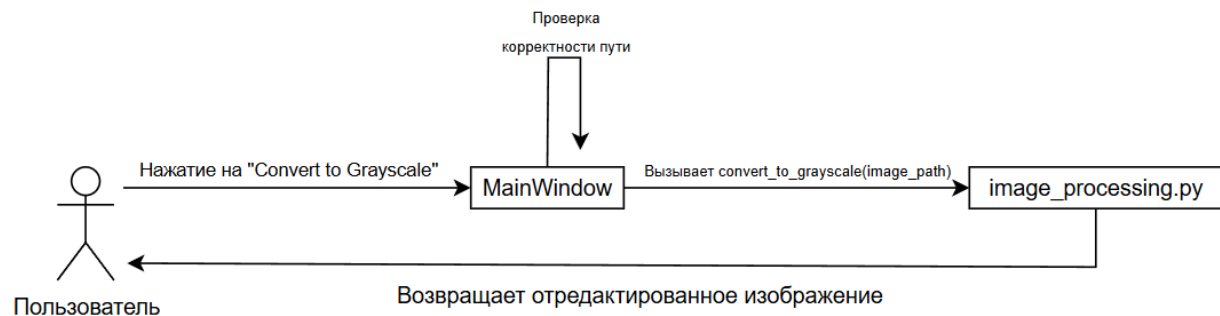 Проверка
корректности пути
Нажатие на "Convert to Grayscale"
MainWindow
Вызывает convert_to_grayscale(image_path)
image_processing.py
Пользователь
Возвращает отредактированное изображение